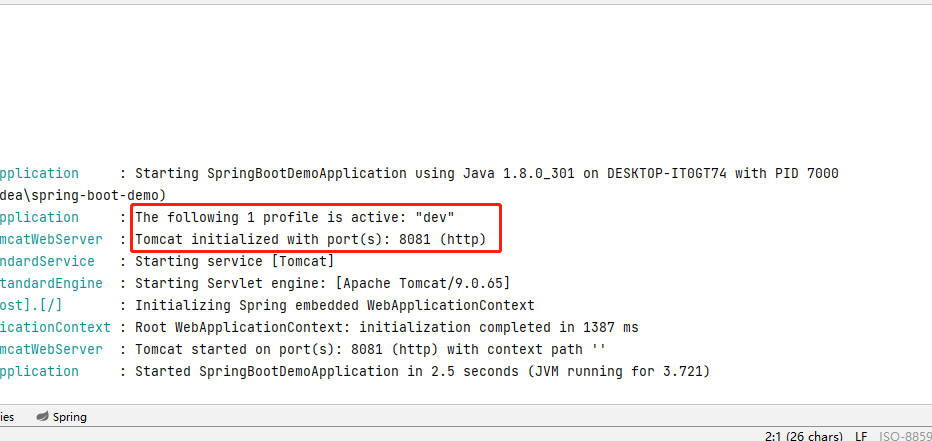 pplication : Starting SpringBootDemoApplication using Java 1.8.0_301 on DESKTOP-IT0GT74 with PID 7000
dea\spring-boot-demo)
pplication : The following 1 profile is active: "dev"
mcatWebServer : Tomcat initialized with port(s): 8081 (http)
ndardService : Starting service [Tomcat]
tandardEngine : Starting Servlet engine: [Apache Tomcat/9.0.65]
ost].[/] : Initializing Spring embedded WebApplicationContext
icationContext : Root WebApplicationContext: initialization completed in 1387 ms
mcatWebServer : Tomcat started on port(s): 8081 (http) with context path ''
pplication : Started SpringBootDemoApplication in 2.5 seconds (JVM running for 3.721)
ies Spring
2:1 (26 chars) LF ISO-8859